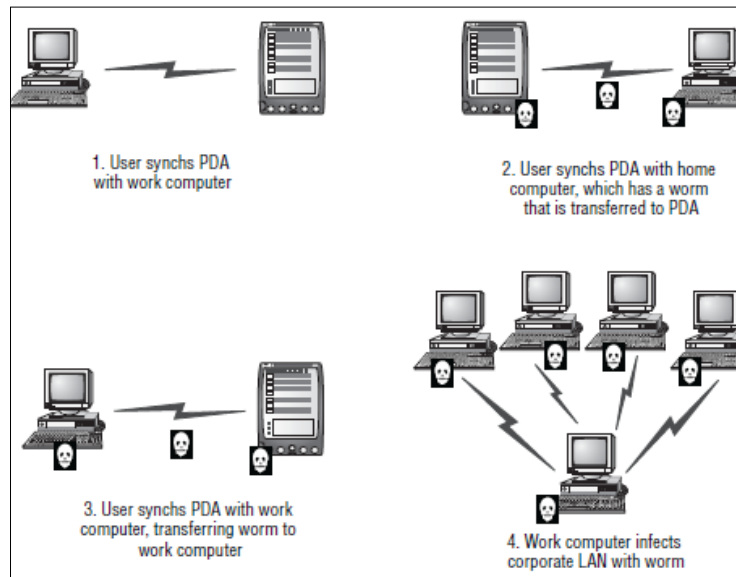 1. User synchs PDA
with work computer
2. User synchs PDA with home
computer, which has a worm
that is transferred to PDA
3. User synchs PDA with work
computer, transferring worm to
work computer
4. Work computer infects
corporate LAN with worm